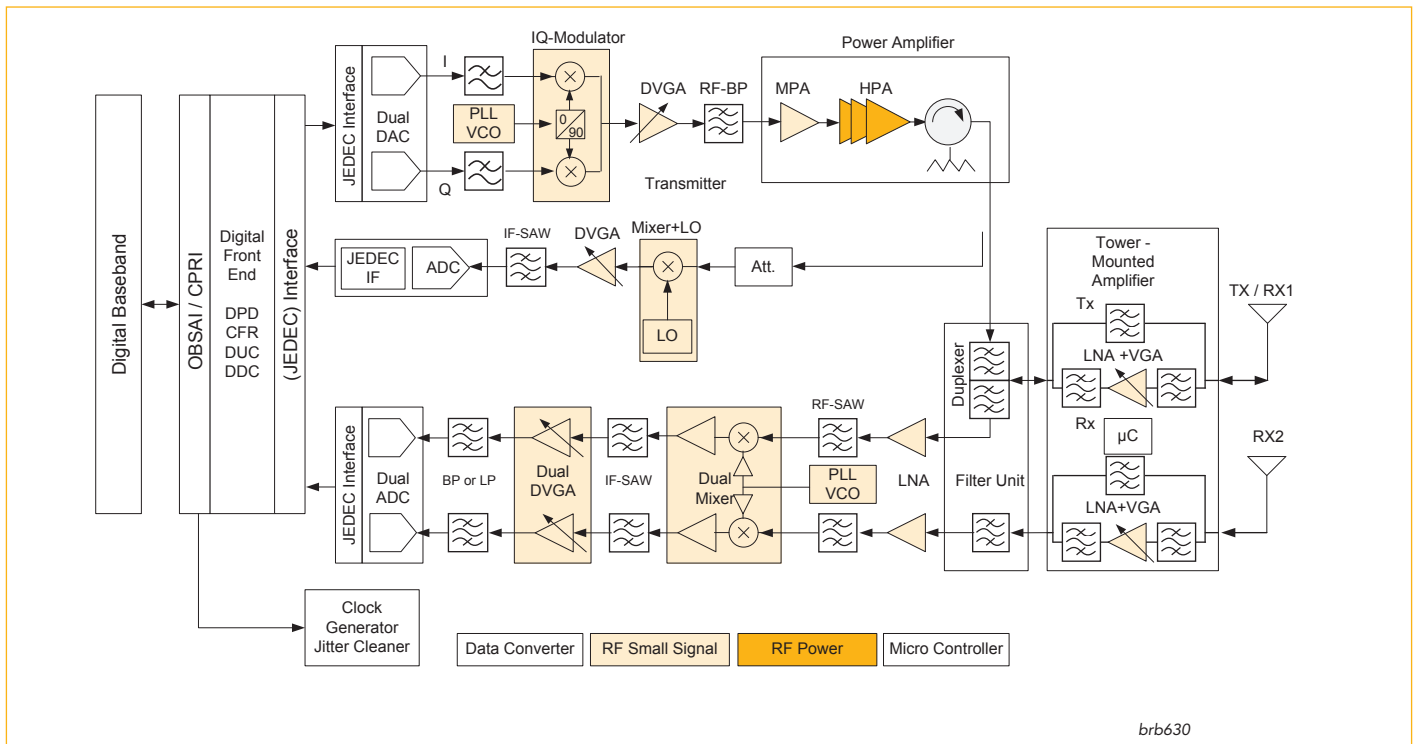 IQ-Modulator
Power Amplifier
JEDEC Interface
Dual
DAC
I
Q
PLL
VCO
0
90
DVGA
RF-BP
MPA
HPA
Transmitter
Digital Baseband
OBSAI / CPRI
Digital
Front
End
DPD
CFR
DUC
DDC
(JEDEC) Interface
JEDEC
IF
ADC
IF-SAW
DVGA
Mixer+LO
LO
Att.
Tower -
Mounted
Amplifier
Tx
LNA +VGA
Rx
µC
LNA+VGA
TX / RX1
RX2
Duplexer
Filter Unit
JEDEC Interface
Dual
ADC
BP or LP
Dual
DVGA
IF-SAW
Dual
Mixer
RF-SAW
PLL
VCO
LNA
Clock
Generator
Jitter Cleaner
Data Converter
RF Small Signal
RF Power
Micro Controller
brb630